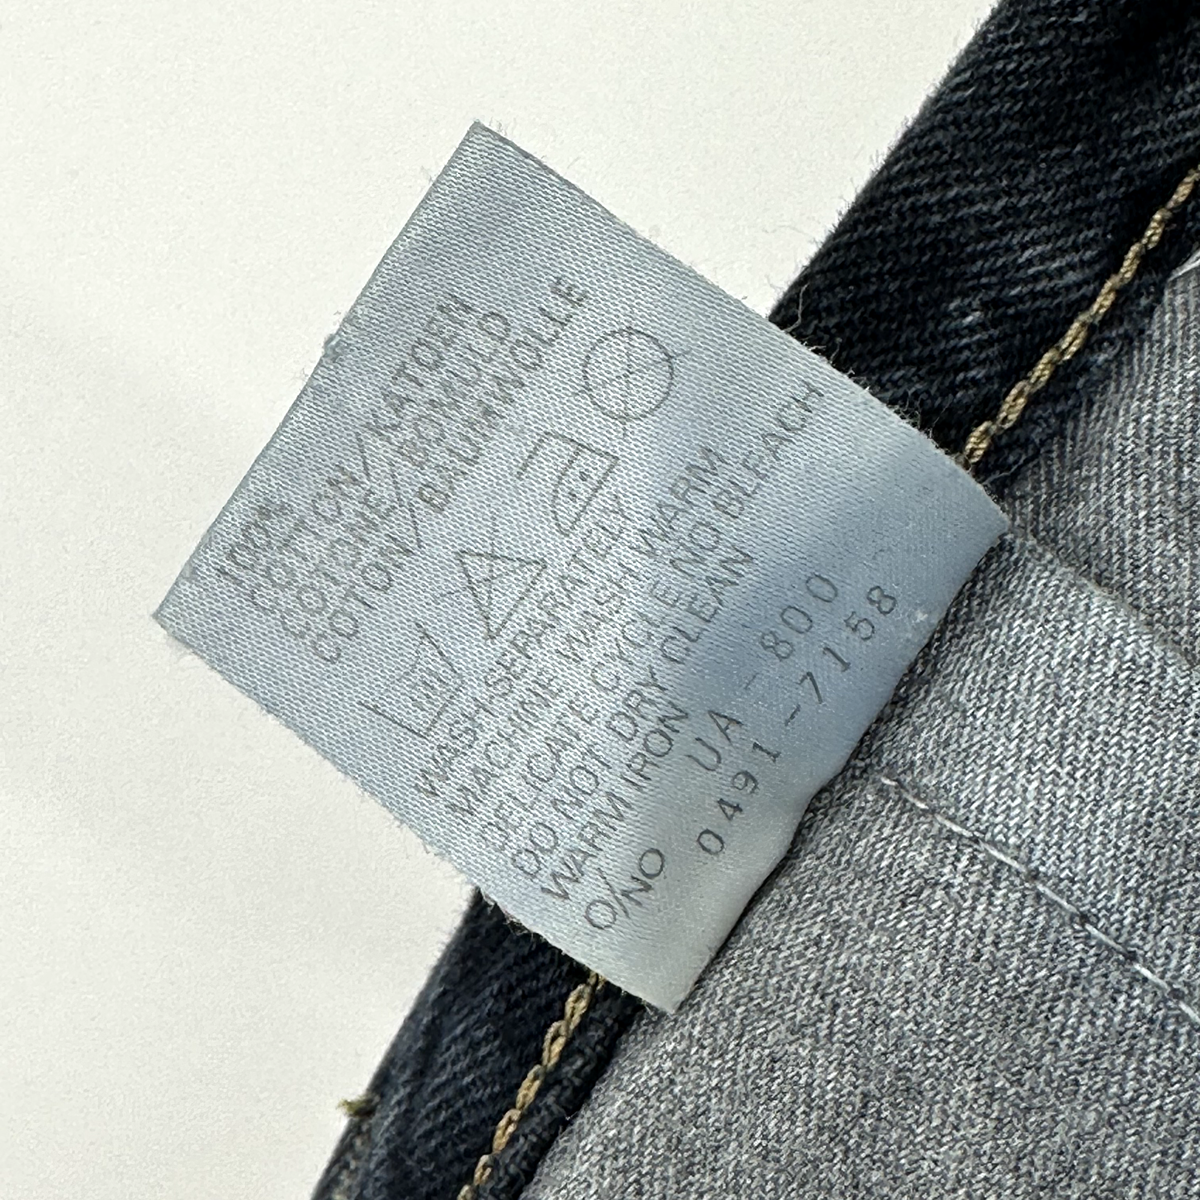 100%
COTTON/KATOEN
COTONE/BOMULD
COTON/BAUMWOLLE
WASH SEPARATELY
MACHINE WASH WARM
DELICATE CYCLE NO BLEACH
DO NOT DRY CLEAN
WARM IRON
UA-800
O/NO 0491-7158